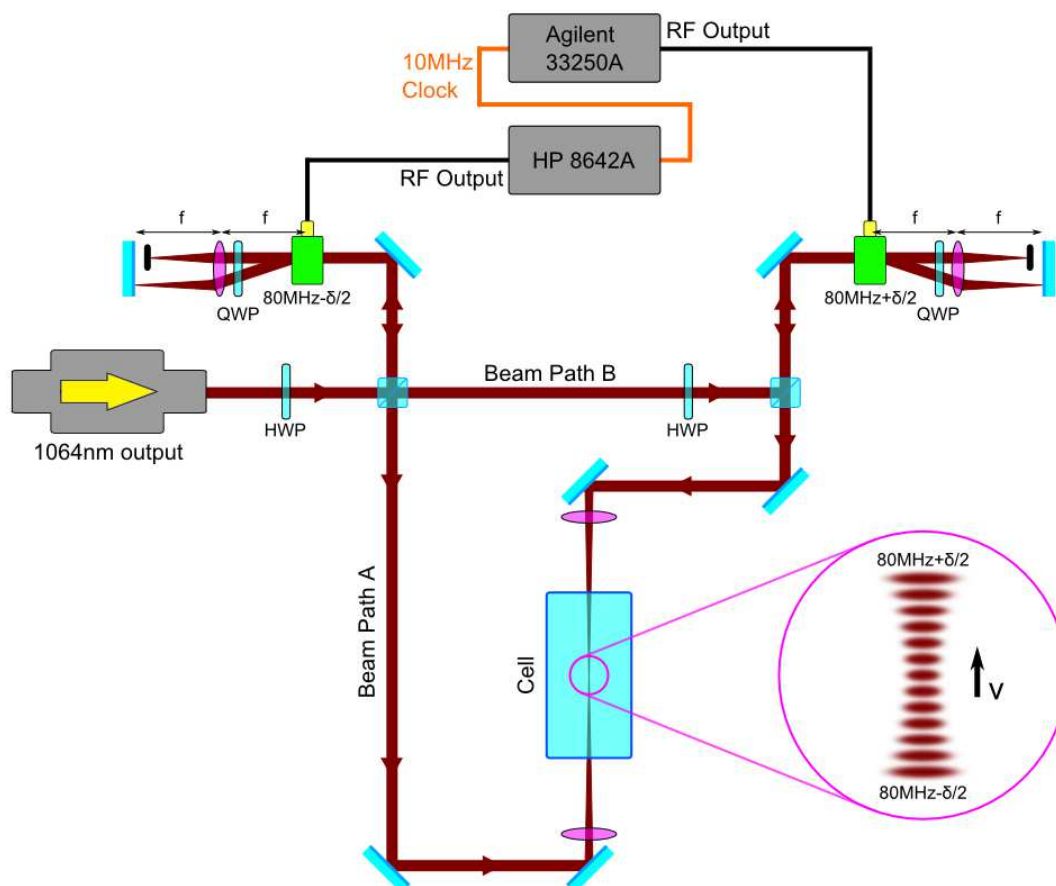 Agilent
33250A
RF Output
10MHz
Clock
HP 8642A
RF Output
f
f
f
f
80MHz-δ/2
QWP
80MHz+δ/2
QWP
Beam Path B
HWP
HWP
1064nm output
Beam Path A
Cell
80MHz+δ/2
v
80MHz-δ/2